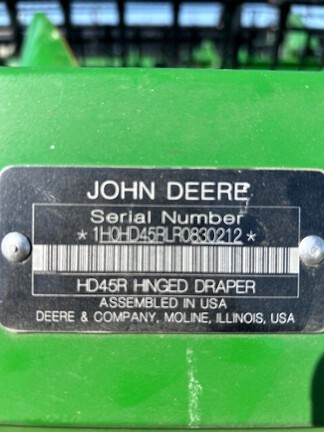 JOHN DEERE
Serial Number
*1H0HD45RLR0830212*
HD45R HINGED DRAPER
ASSEMBLED IN USA
DEERE & COMPANY, MOLINE, ILLINOIS, USA